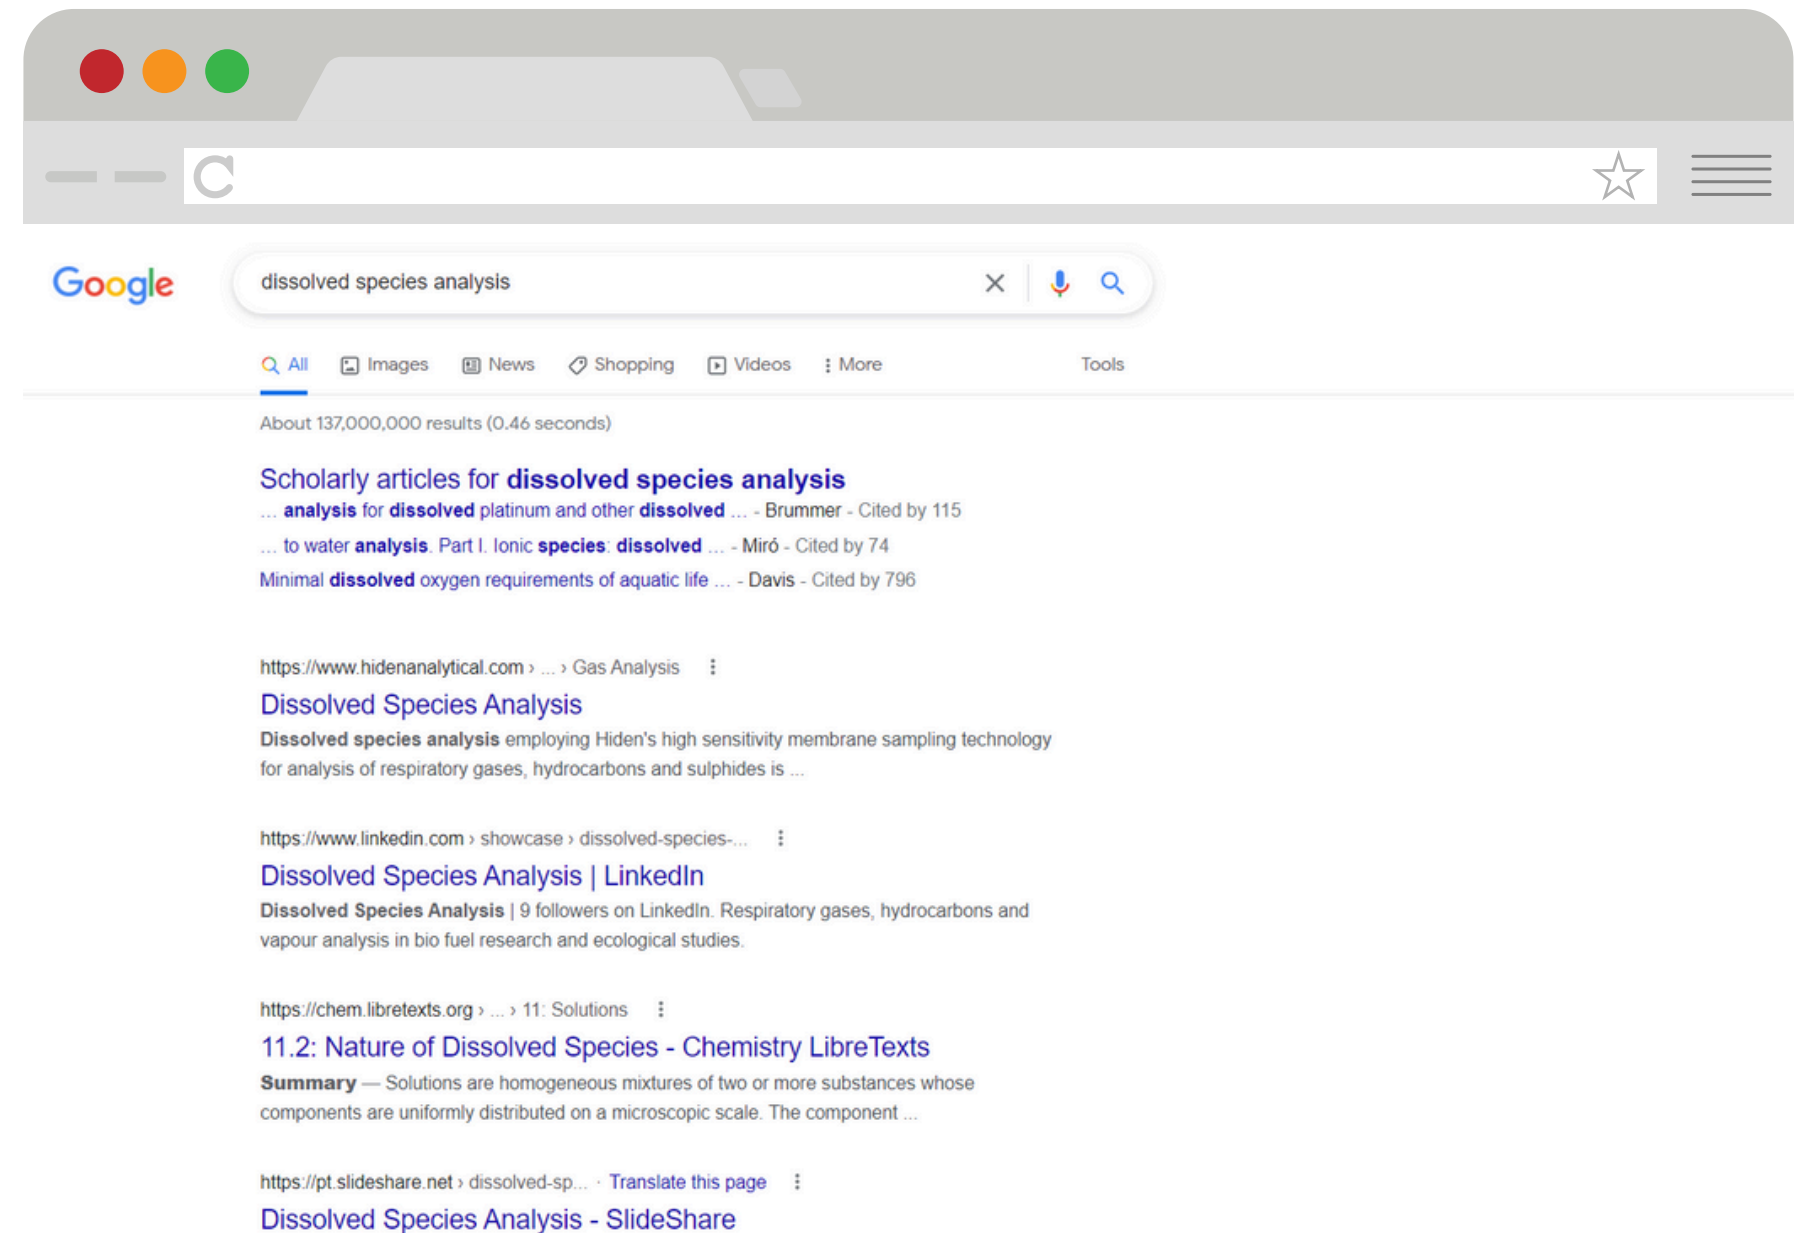 Google
dissolved species analysis
All Images News Shopping Videos More Tools
About 137,000,000 results (0.46 seconds)
Scholarly articles for dissolved species analysis
... analysis for dissolved platinum and other dissolved ... - Brummer - Cited by 115
... to water analysis. Part I. Ionic species: dissolved ... - Miró - Cited by 74
Minimal dissolved oxygen requirements of aquatic life ... - Davis - Cited by 796
https://www.hidenanalytical.com › ... › Gas Analysis
Dissolved Species Analysis
Dissolved species analysis employing Hiden's high sensitivity membrane sampling technology
for analysis of respiratory gases, hydrocarbons and sulphides is ...
https://www.linkedin.com › showcase › dissolved-species-...
Dissolved Species Analysis | LinkedIn
Dissolved Species Analysis | 9 followers on LinkedIn. Respiratory gases, hydrocarbons and
vapour analysis in bio fuel research and ecological studies.
https://chem.libretexts.org › ... › 11: Solutions
11.2: Nature of Dissolved Species - Chemistry LibreTexts
Summary — Solutions are homogeneous mixtures of two or more substances whose
components are uniformly distributed on a microscopic scale. The component ...
https://pt.slideshare.net › dissolved-sp... · Translate this page
Dissolved Species Analysis - SlideShare